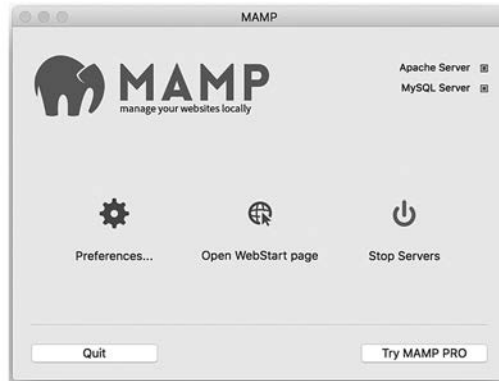 MAMP
MAMP
manage your websites locally
Apache Server
MySQL Server
Preferences...
Open WebStart page
Stop Servers
Quit
Try MAMP PRO